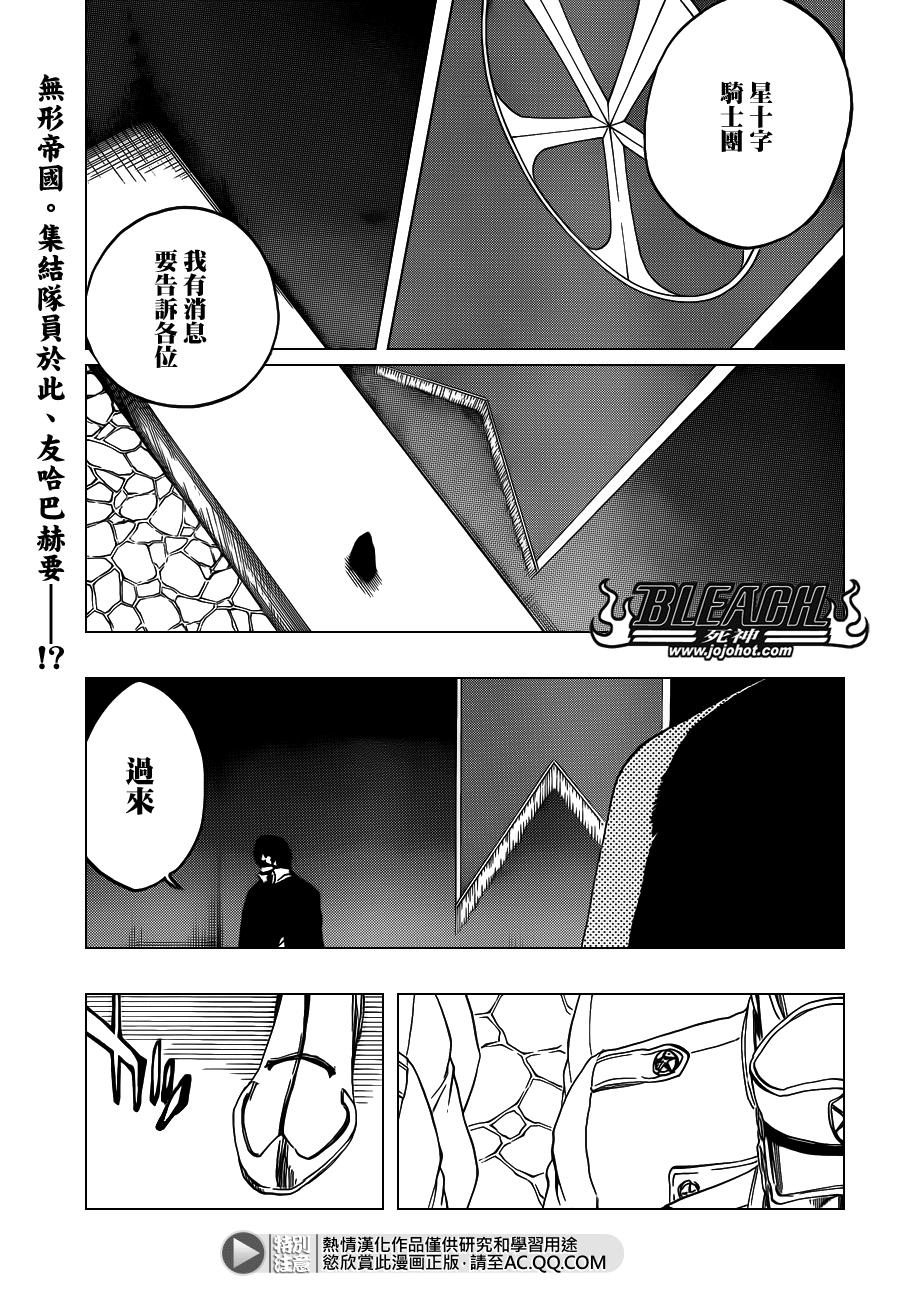 無形帝國。集結隊員於此、友哈巴赫要——!?
星十字
騎士團
我有消息
要告訴各位
BLEACH
死神
www.jojohot.com
過來
特別
注意
熱情漢化作品僅供研究和學習用途
慾欣賞此漫画正版，請至AC.QQ.COM